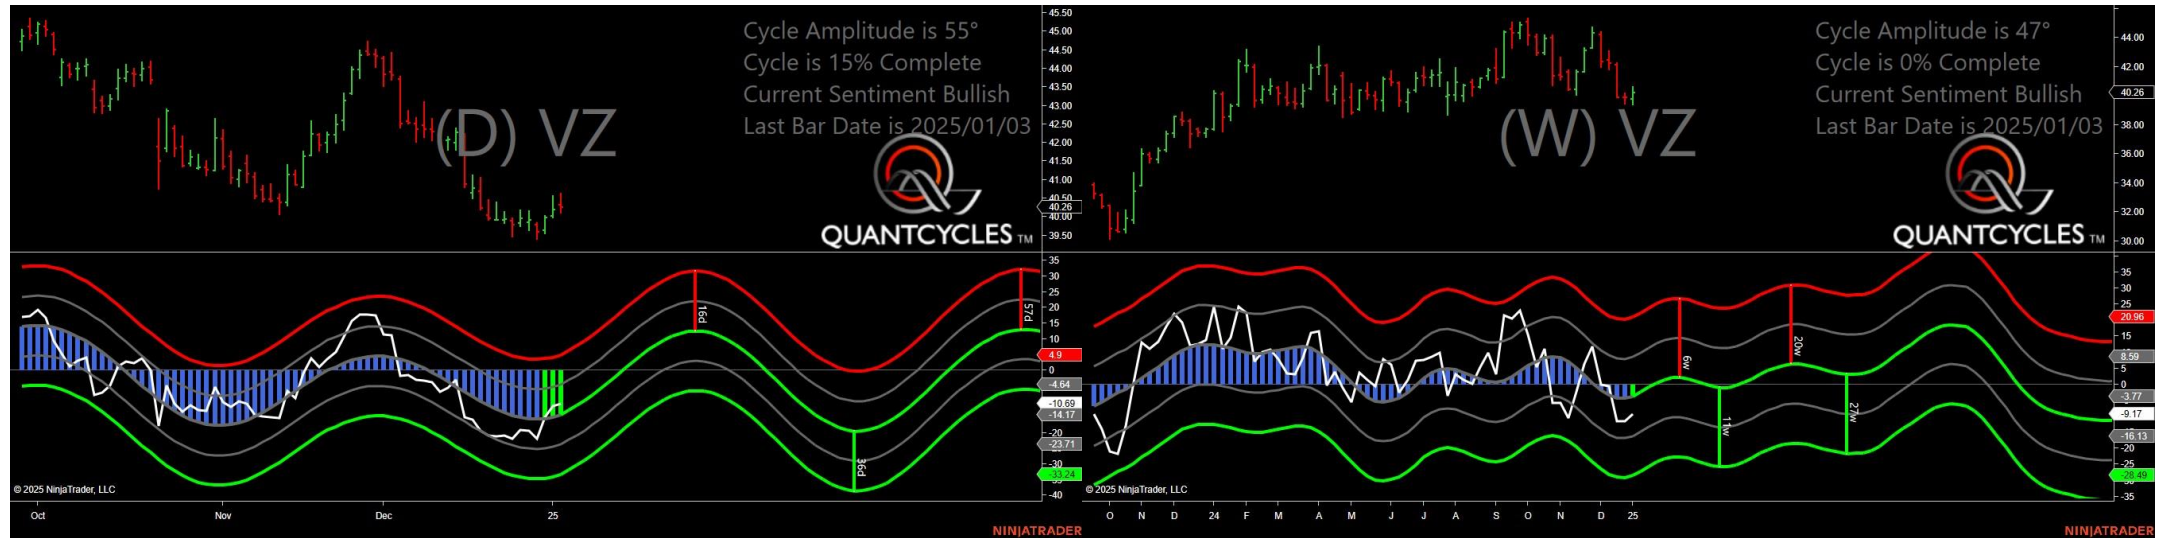 Cycle Amplitude is 55°
Cycle is 15% Complete
Current Sentiment Bullish
Last Bar Date is 2025/01/03
(D) VZ
QUANTCYCLES TM
45.50
45.00
44.50
44.00
43.50
43.00
42.50
42.00
41.50
41.00
40.50
40.26
40.00
39.50
35
30
25
20
15
10
4.9
0
-4.64
-10.69
-14.17
-20
-23.71
-30
-33.24
-40
16d
36d
57d
© 2025 NinjaTrader, LLC
Oct Nov Dec 25
NINJATRADER
Cycle Amplitude is 47°
Cycle is 0% Complete
Current Sentiment Bullish
Last Bar Date is 2025/01/03
(W) VZ
QUANTCYCLES TM
44.00
42.00
40.26
38.00
36.00
34.00
32.00
30.00
35
30
25
20.96
15
8.59
5
0
-3.77
-9.17
-16.13
-20
-25
-28.49
-35
6w
11w
20w
27w
© 2025 NinjaTrader, LLC
O N D 24 F M A M J J A S O N D 25
NINJATRADER